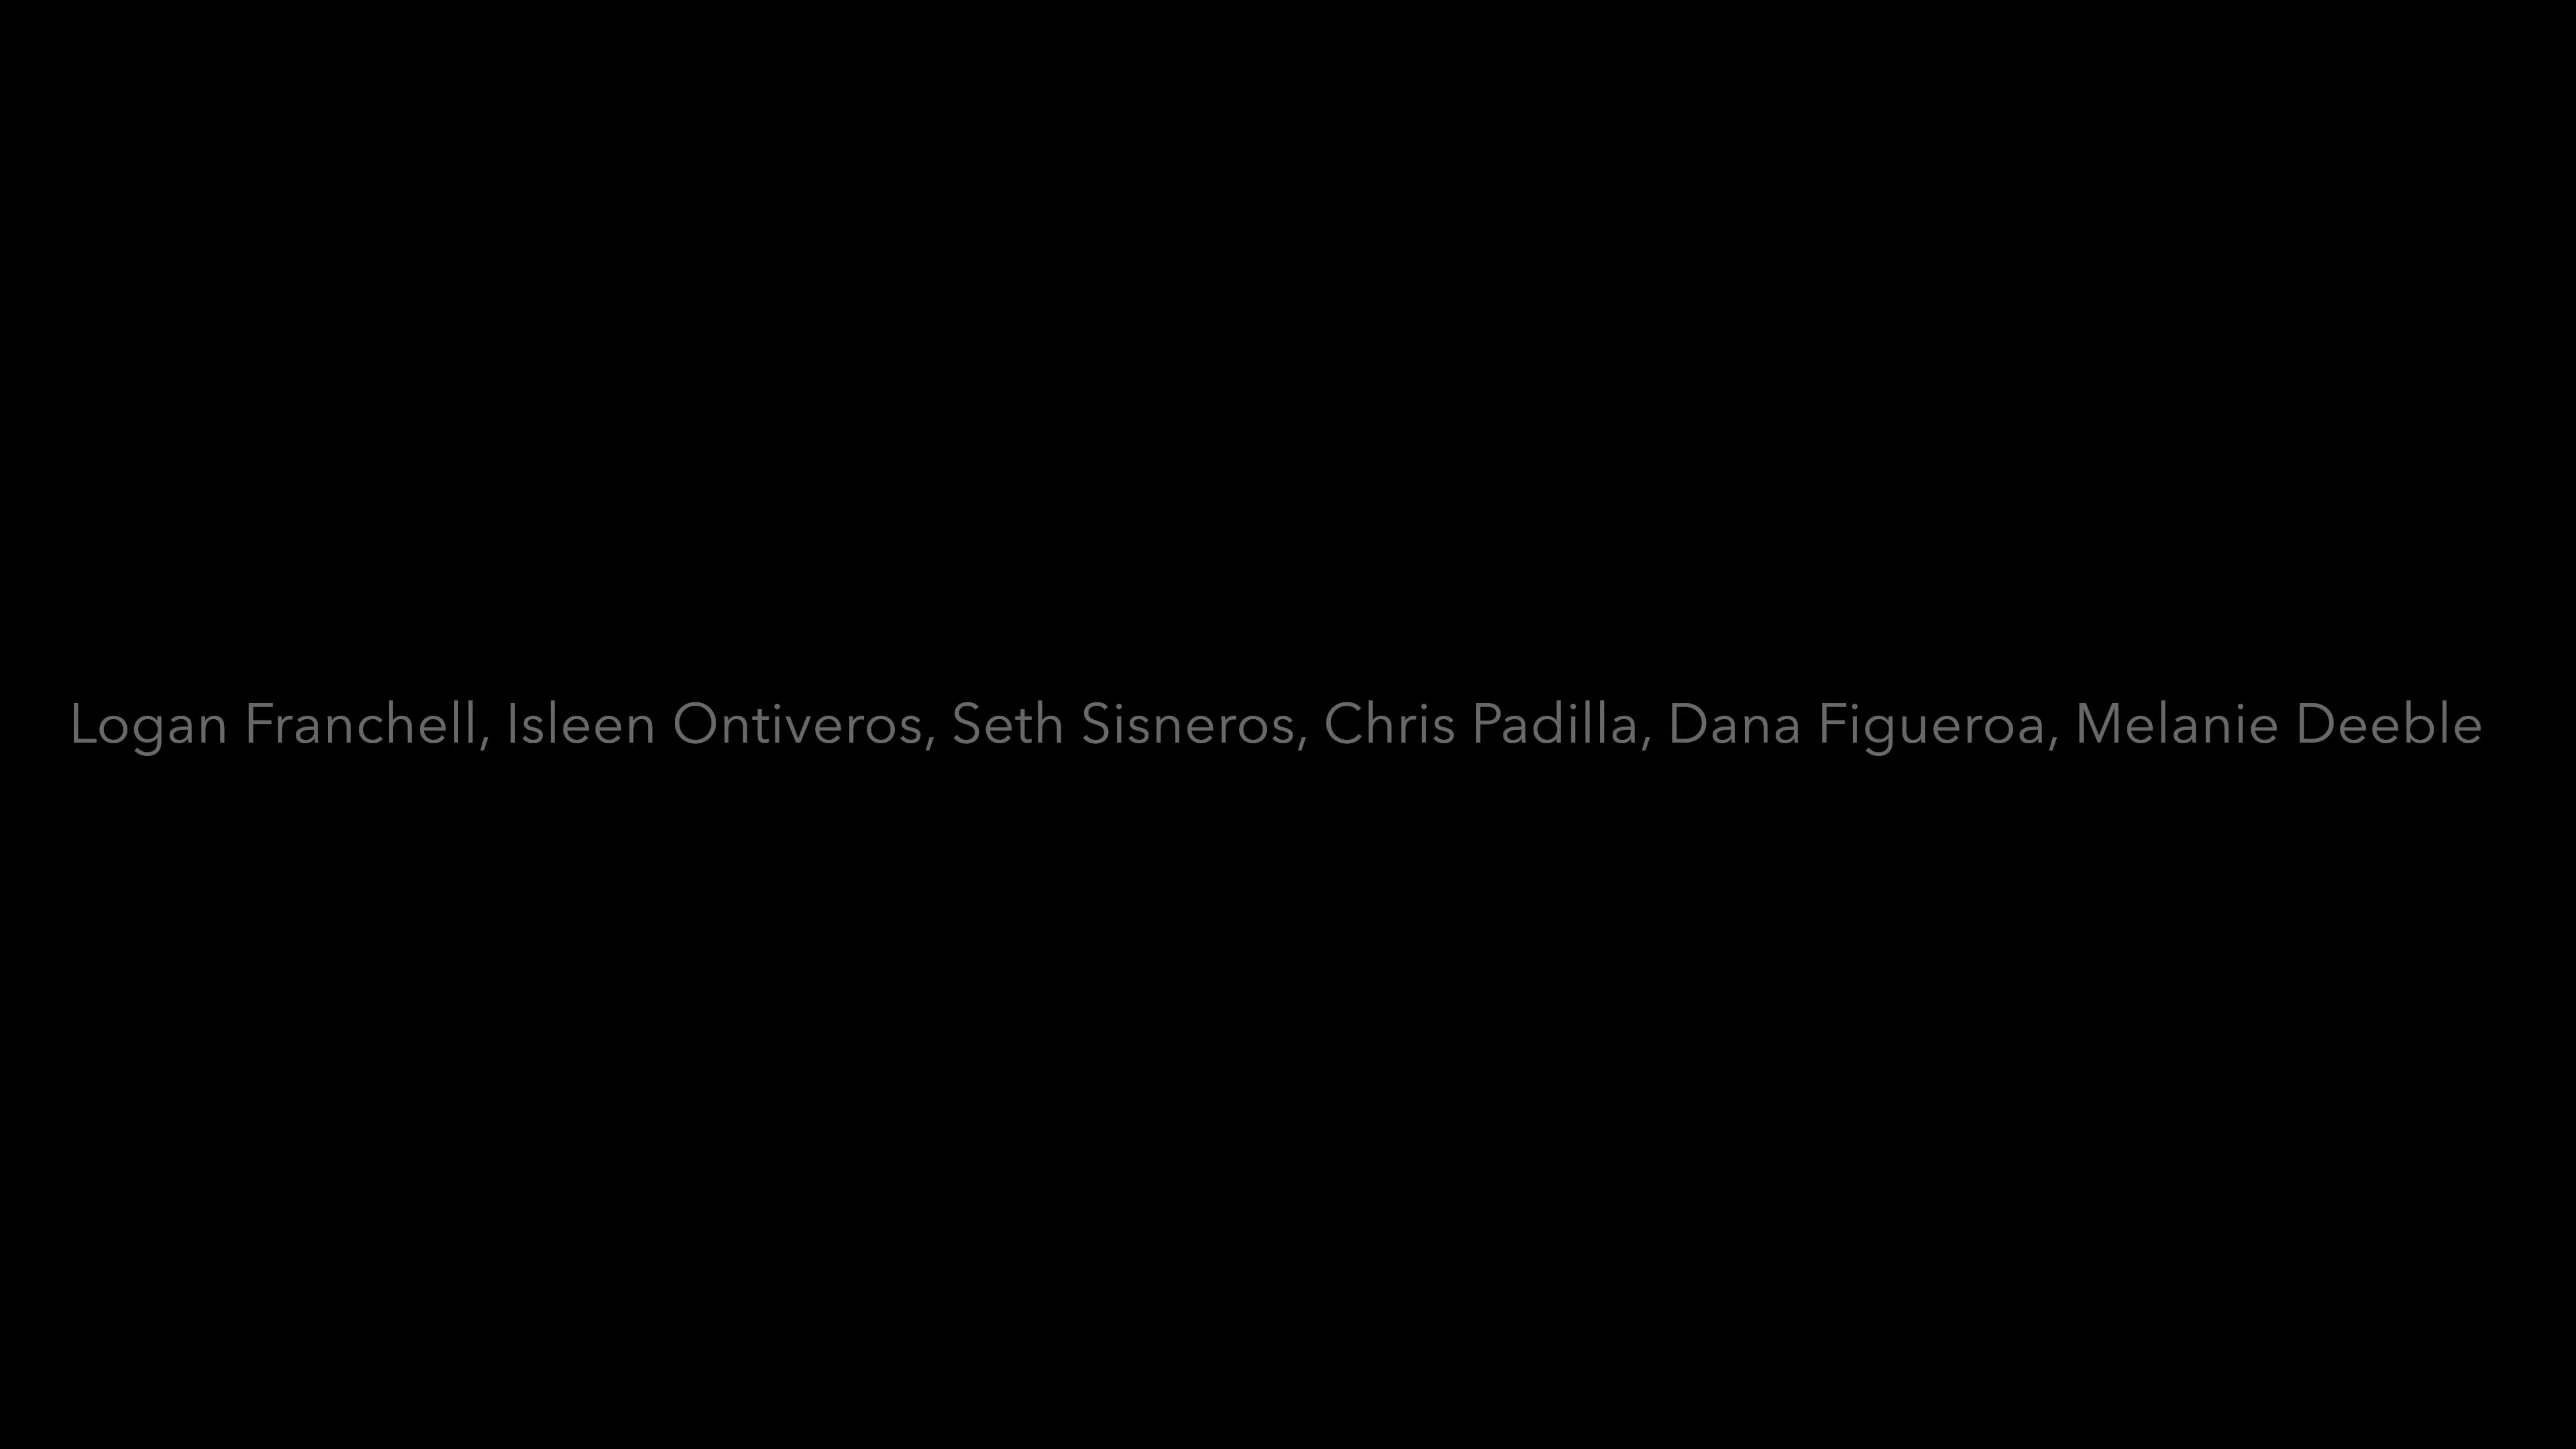 Logan Franchell, Isleen Ontiveros, Seth Sisneros, Chris Padilla, Dana Figueroa, Melanie Deeble